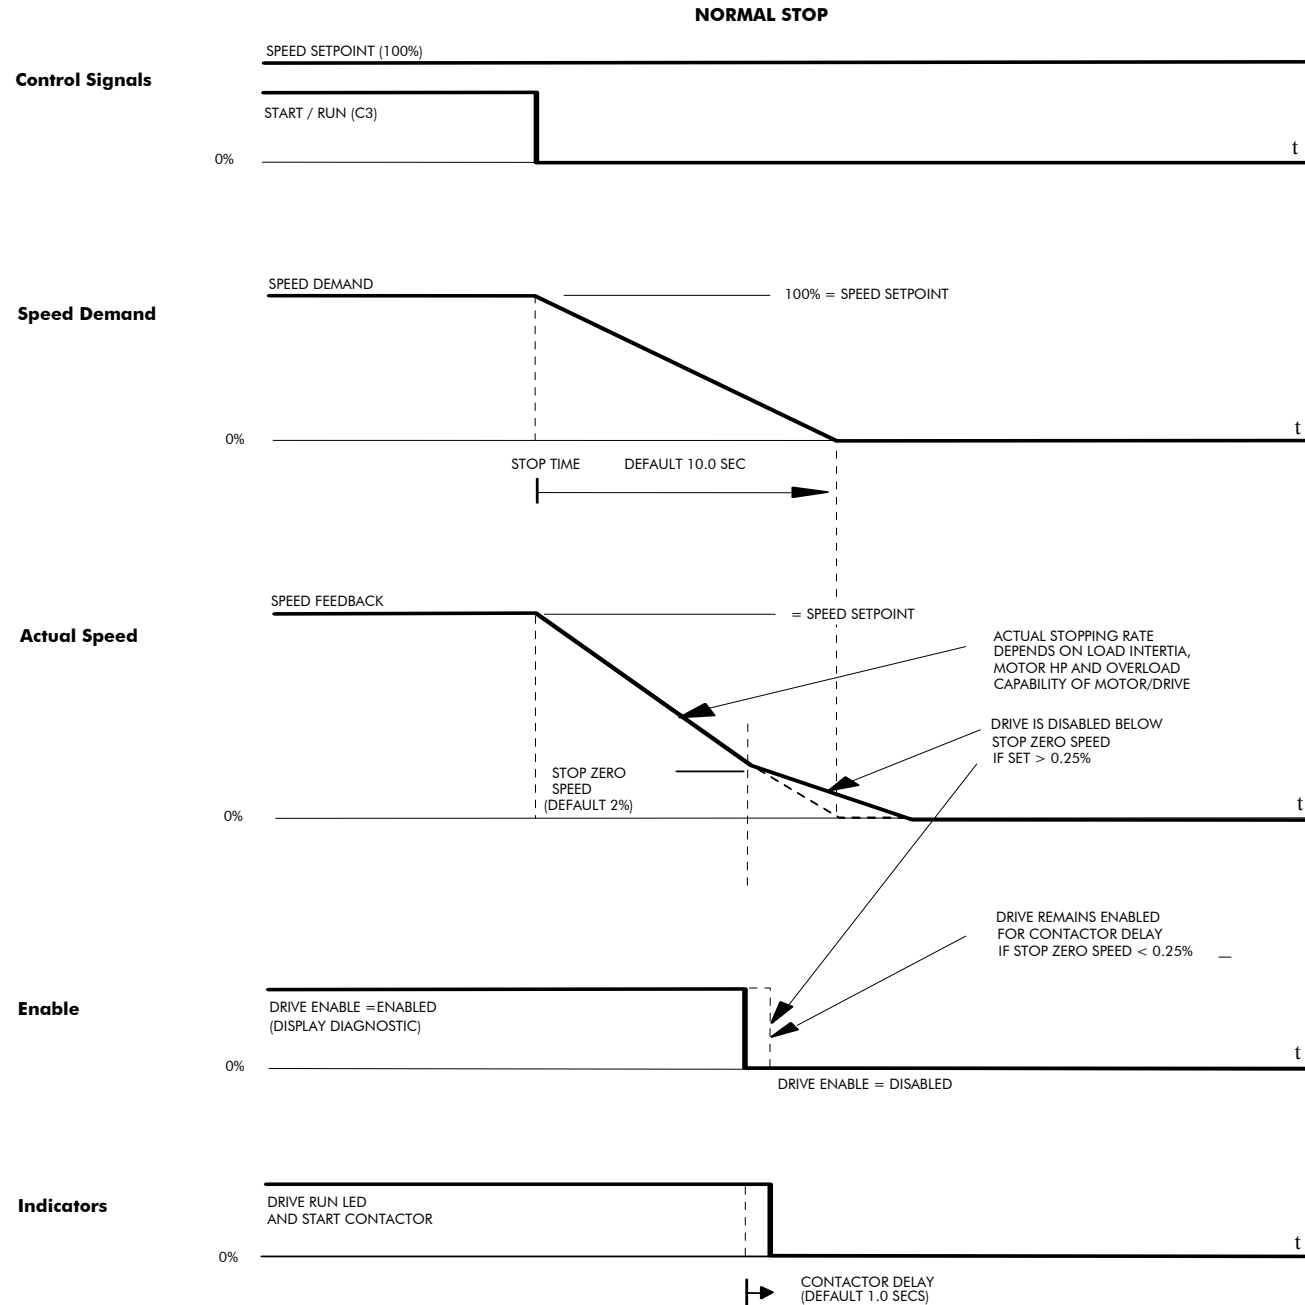 NORMAL STOP
SPEED SETPOINT (100%)
Control Signals
START / RUN (C3)
0%
t
SPEED DEMAND
100% = SPEED SETPOINT
Speed Demand
0%
t
STOP TIME DEFAULT 10.0 SEC
SPEED FEEDBACK
= SPEED SETPOINT
Actual Speed
ACTUAL STOPPING RATE
DEPENDS ON LOAD INTERTIA,
MOTOR HP AND OVERLOAD
CAPABILITY OF MOTOR/DRIVE
DRIVE IS DISABLED BELOW
STOP ZERO SPEED
IF SET > 0.25%
STOP ZERO
SPEED
(DEFAULT 2%)
0%
t
DRIVE REMAINS ENABLED
FOR CONTACTOR DELAY
IF STOP ZERO SPEED < 0.25%
Enable
DRIVE ENABLE =ENABLED
(DISPLAY DIAGNOSTIC)
0%
t
DRIVE ENABLE = DISABLED
Indicators
DRIVE RUN LED
AND START CONTACTOR
0%
t
CONTACTOR DELAY
(DEFAULT 1.0 SECS)